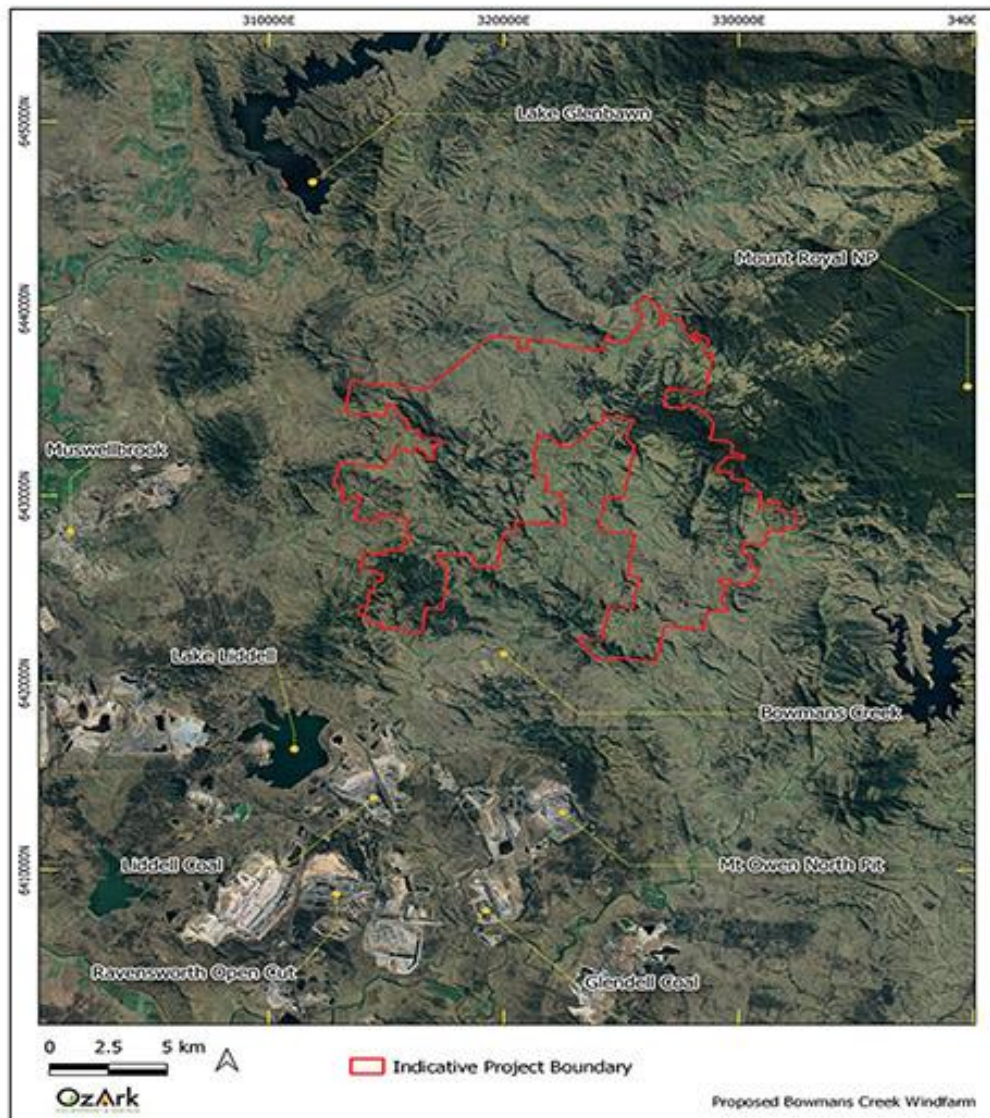 310000E 320000E 330000E 3400
6450000N
6440000N
6430000N
6420000N
6410000N
Lake Glenbawn
Mount Royal NP
Muswellbrook
Lake Liddell
Bowmans Creek
Liddell Coal
Mt Owen North Pit
Ravensworth Open Cut
Glendell Coal
0 2.5 5 km
Indicative Project Boundary
OzArk
Proposed Bowmans Creek Windfarm